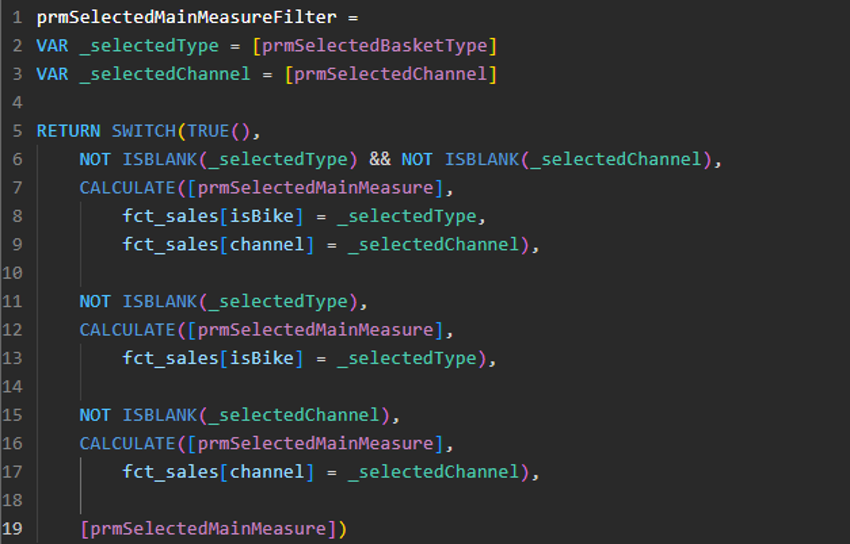 1 prmSelectedMainMeasureFilter =
2 VAR _selectedType = [prmSelectedBasketType]
3 VAR _selectedChannel = [prmSelectedChannel]
4
5 RETURN SWITCH(TRUE(),
6 NOT ISBLANK(_selectedType) && NOT ISBLANK(_selectedChannel),
7 CALCULATE([prmSelectedMainMeasure],
8 fct_sales[isBike] = _selectedType,
9 fct_sales[channel] = _selectedChannel),
10
11 NOT ISBLANK(_selectedType),
12 CALCULATE([prmSelectedMainMeasure],
13 fct_sales[isBike] = _selectedType),
14
15 NOT ISBLANK(_selectedChannel),
16 CALCULATE([prmSelectedMainMeasure],
17 fct_sales[channel] = _selectedChannel),
18
19 [prmSelectedMainMeasure])